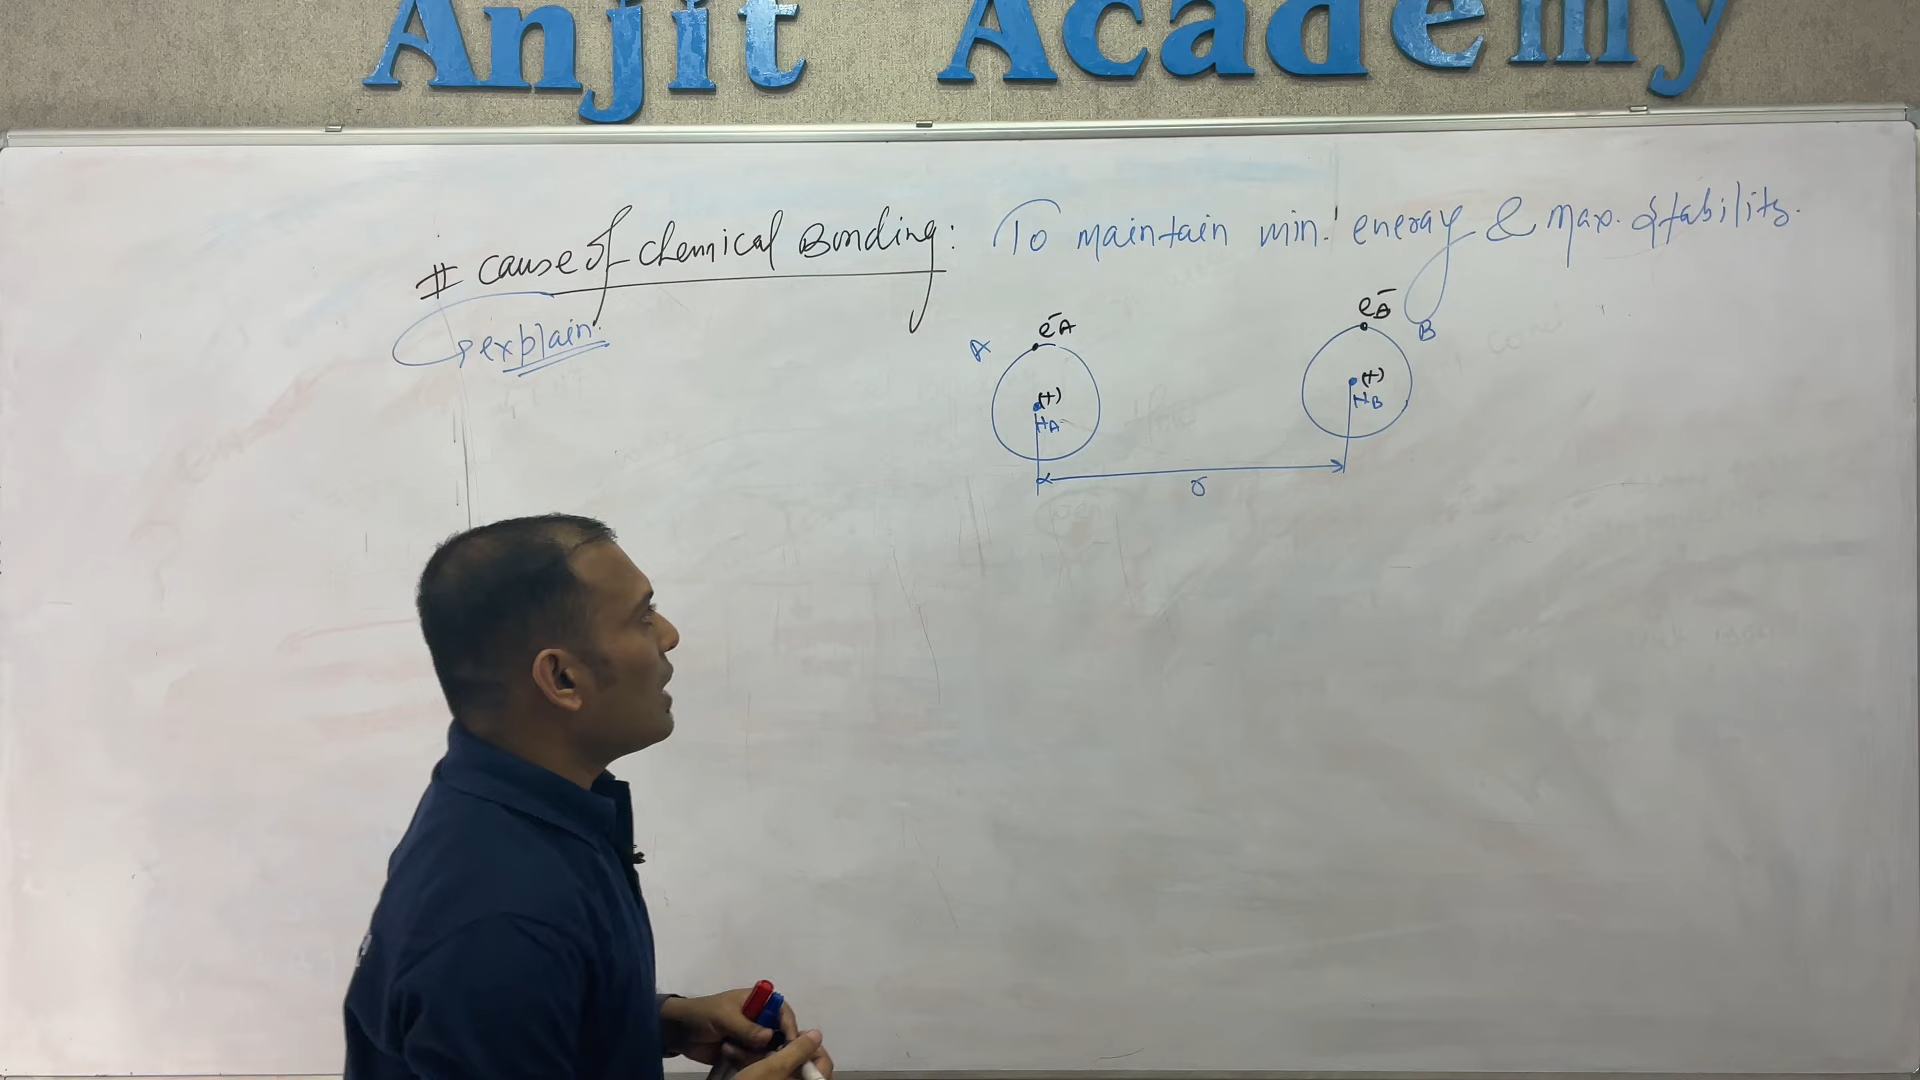 Anjit Academy
# cause of chemical Bonding: To maintain min. energy & max. stability.
explain:
A e⁻A
(+)
HA
e⁻B B
(+)
HB
r